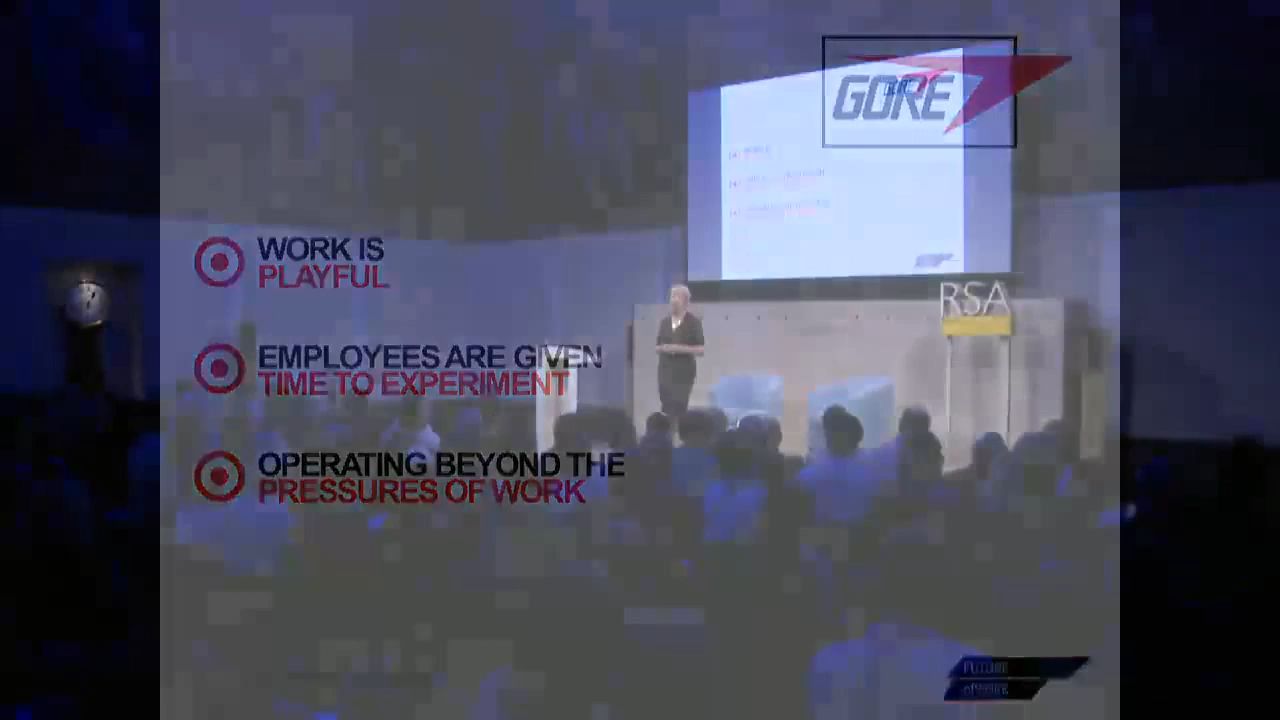 GORE
RSA
WORK IS
PLAYFUL
EMPLOYEES ARE GIVEN
TIME TO EXPERIMENT
OPERATING BEYOND THE
PRESSURES OF WORK
FUTURE